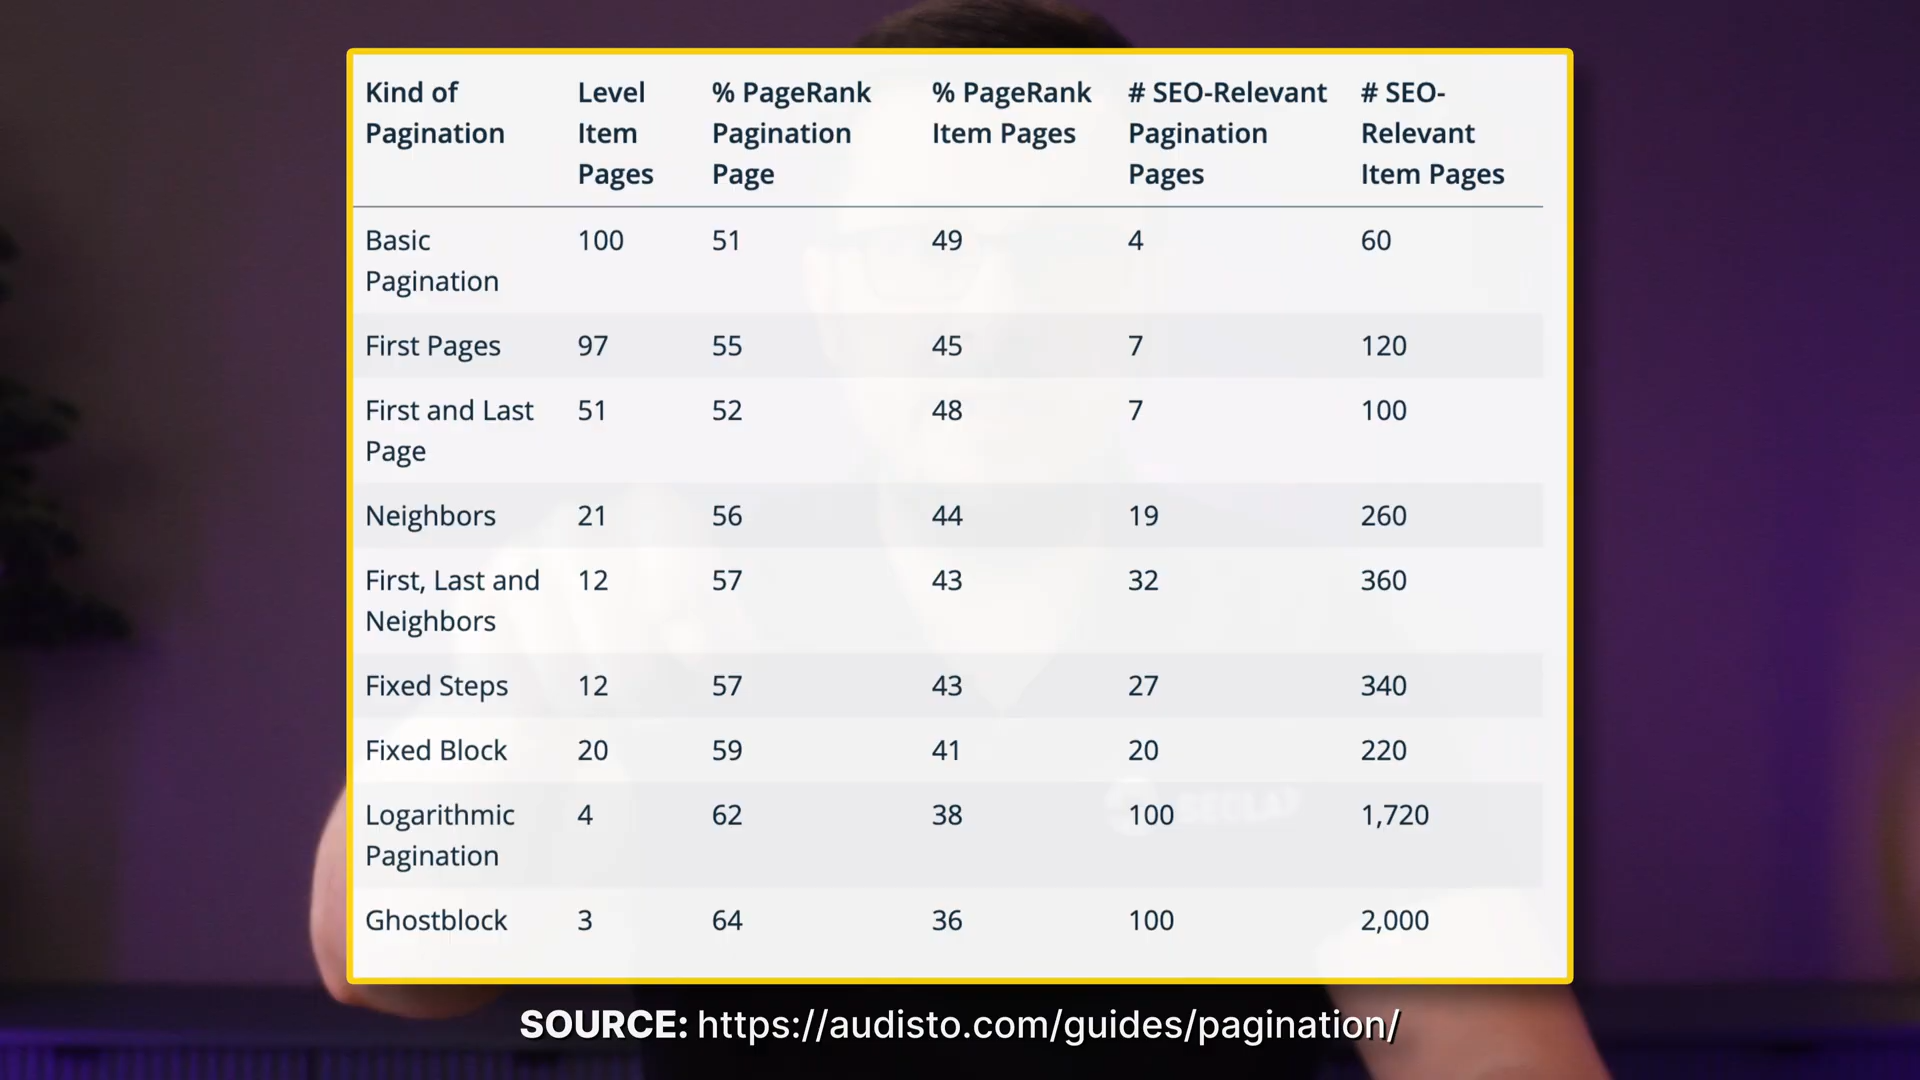 Kind of Pagination | Level Item Pages | % PageRank Pagination Page | % PageRank Item Pages | # SEO-Relevant Pagination Pages | # SEO-Relevant Item Pages
Basic Pagination | 100 | 51 | 49 | 4 | 60
First Pages | 97 | 55 | 45 | 7 | 120
First and Last Page | 51 | 52 | 48 | 7 | 100
Neighbors | 21 | 56 | 44 | 19 | 260
First, Last and Neighbors | 12 | 57 | 43 | 32 | 360
Fixed Steps | 12 | 57 | 43 | 27 | 340
Fixed Block | 20 | 59 | 41 | 20 | 220
Logarithmic Pagination | 4 | 62 | 38 | 100 | 1,720
Ghostblock | 3 | 64 | 36 | 100 | 2,000
SOURCE: https://audisto.com/guides/pagination/